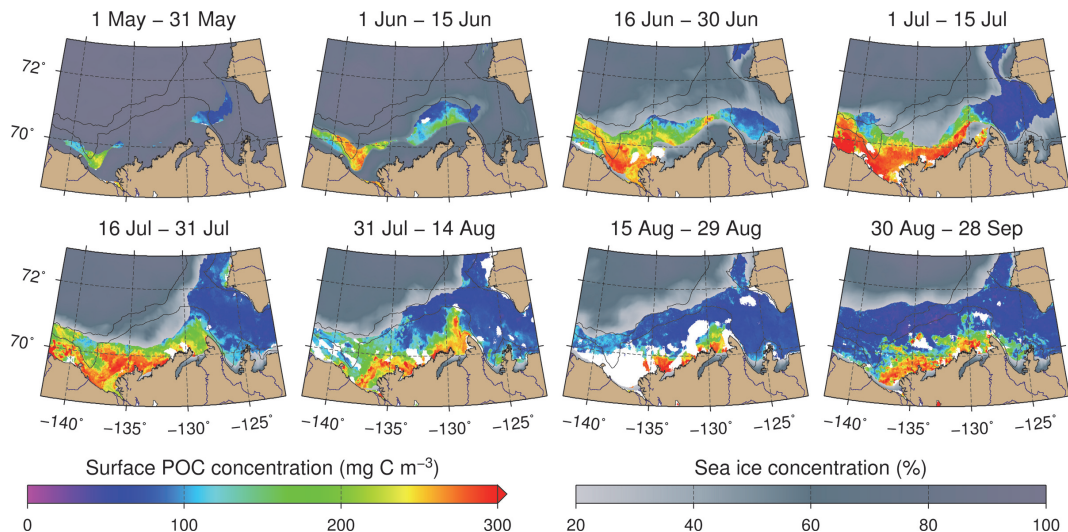 1 May – 31 May 1 Jun – 15 Jun 16 Jun – 30 Jun 1 Jul – 15 Jul
72˚
70˚
16 Jul – 31 Jul 31 Jul – 14 Aug 15 Aug – 29 Aug 30 Aug – 28 Sep
72˚
70˚
−140˚ −135˚ −130˚ −125˚ −140˚ −135˚ −130˚ −125˚ −140˚ −135˚ −130˚ −125˚ −140˚ −135˚ −130˚ −125˚
Surface POC concentration (mg C m⁻³) Sea ice concentration (%)
0 100 200 300 20 40 60 80 100